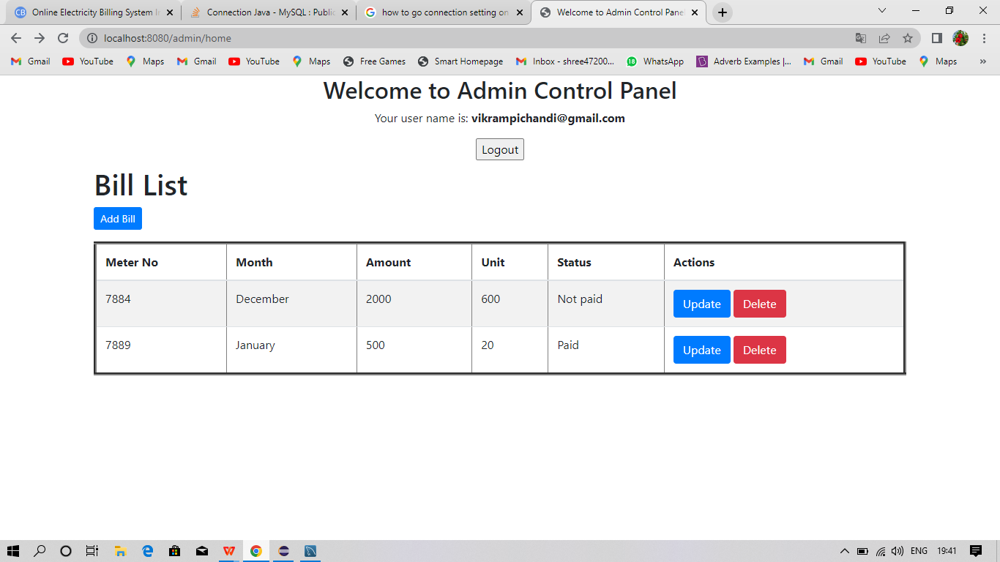 Online Electricity Billing System I
Connection Java - MySQL : Public
how to go connection setting on
Welcome to Admin Control Panel
localhost:8080/admin/home
Gmail YouTube Maps Gmail YouTube Maps Free Games Smart Homepage Inbox - shree47200... WhatsApp Adverb Examples |... Gmail YouTube Maps »
Welcome to Admin Control Panel
Your user name is: vikrampichandi@gmail.com
Logout
Bill List
Add Bill
Meter No Month Amount Unit Status Actions
7884 December 2000 600 Not paid Update Delete
7889 January 500 20 Paid Update Delete
ENG 19:41